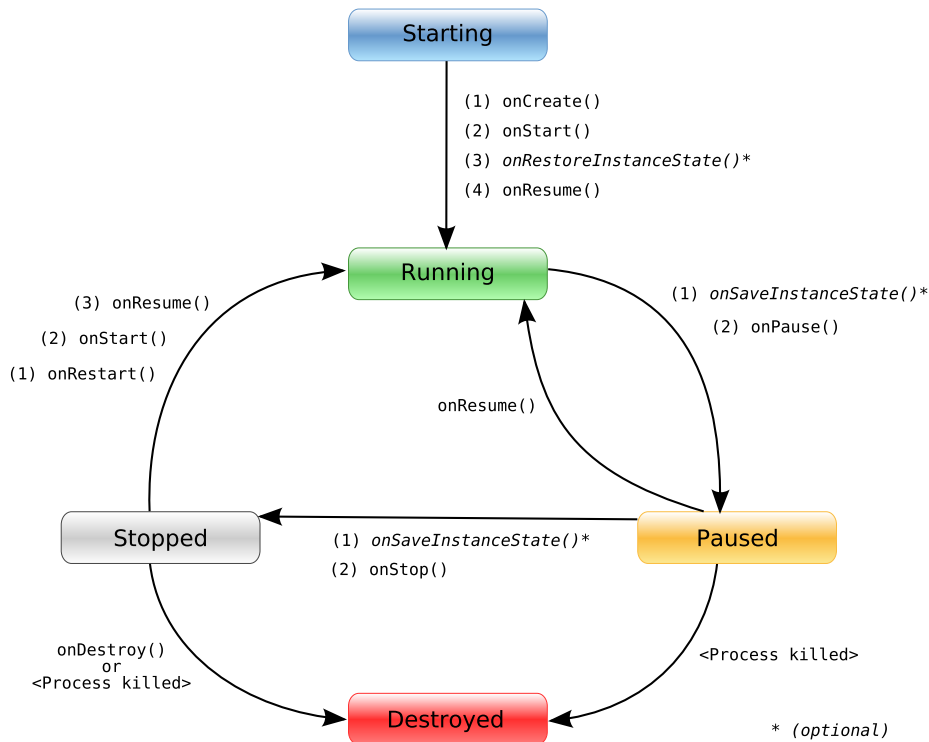 Starting
(1) onCreate()
(2) onStart()
(3) onRestoreInstanceState()*
(4) onResume()
Running
(3) onResume()
(2) onStart()
(1) onRestart()
(1) onSaveInstanceState()*
(2) onPause()
onResume()
Stopped
Paused
(1) onSaveInstanceState()*
(2) onStop()
onDestroy()
or
<Process killed>
<Process killed>
Destroyed
* (optional)